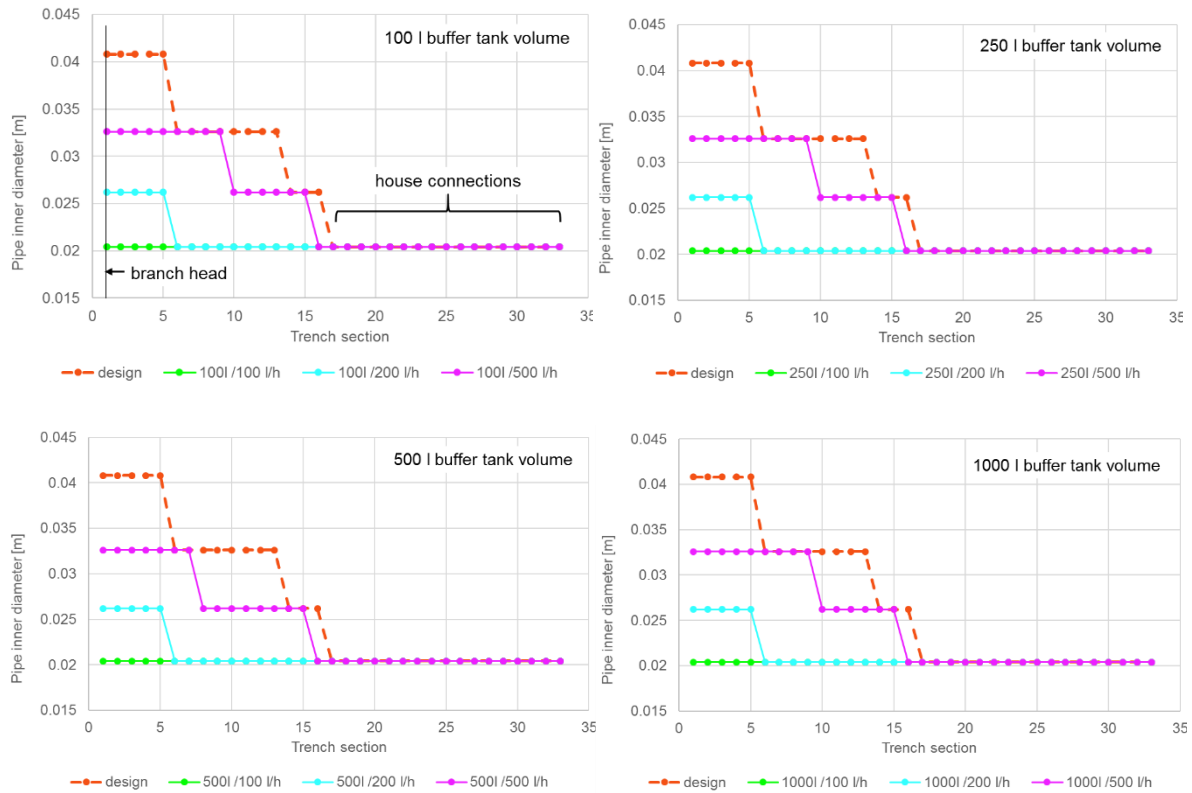 100 l buffer tank volume
Pipe inner diameter [m]
0.045
0.04
0.035
0.03
0.025
0.02
0.015
house connections
branch head
0 5 10 15 20 25 30 35
Trench section
design 100l /100 l/h 100l /200 l/h 100l /500 l/h
250 l buffer tank volume
Pipe inner diameter [m]
0.045
0.04
0.035
0.03
0.025
0.02
0.015
0 5 10 15 20 25 30 35
Trench section
design 250l /100 l/h 250l /200 l/h 250l /500 l/h
500 l buffer tank volume
Pipe inner diameter [m]
0.045
0.04
0.035
0.03
0.025
0.02
0.015
0 5 10 15 20 25 30 35
Trench section
design 500l /100 l/h 500l /200 l/h 500l /500 l/h
1000 l buffer tank volume
Pipe inner diameter [m]
0.045
0.04
0.035
0.03
0.025
0.02
0.015
0 5 10 15 20 25 30 35
Trench section
design 1000l /100 l/h 1000l /200 l/h 1000l /500 l/h